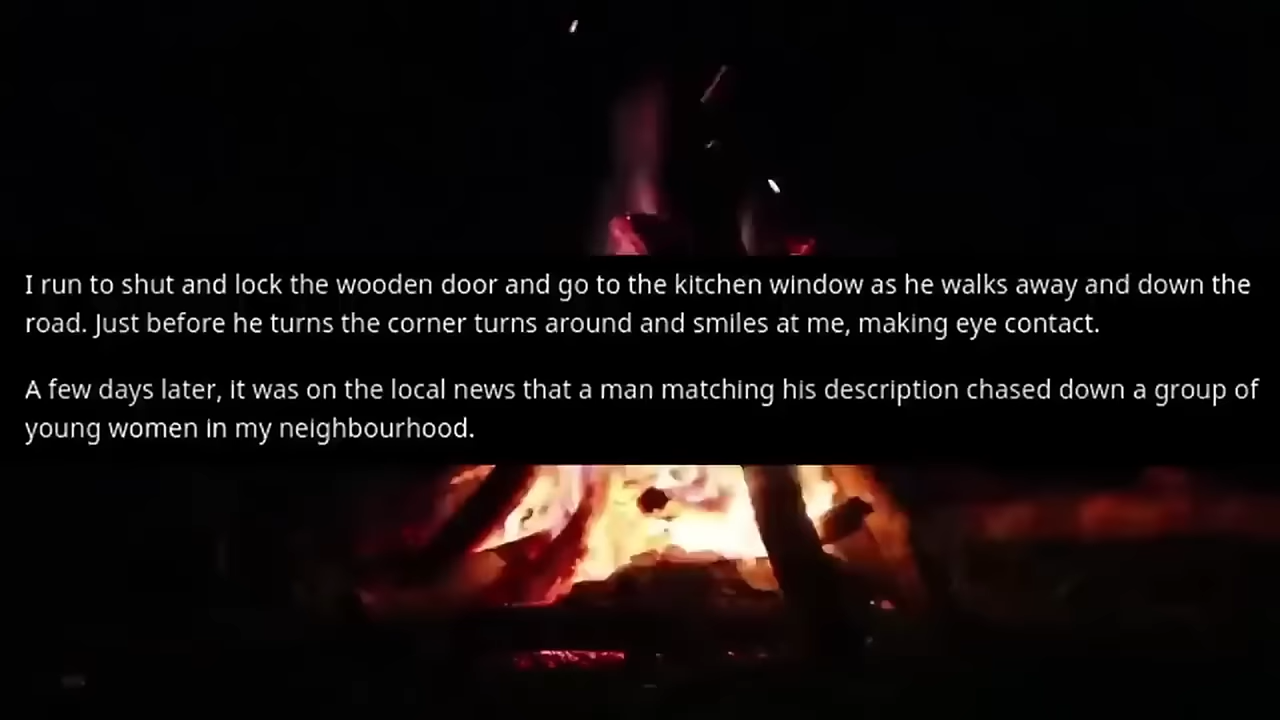 I run to shut and lock the wooden door and go to the kitchen window as he walks away and down the
road. Just before he turns the corner turns around and smiles at me, making eye contact.
A few days later, it was on the local news that a man matching his description chased down a group of
young women in my neighbourhood.